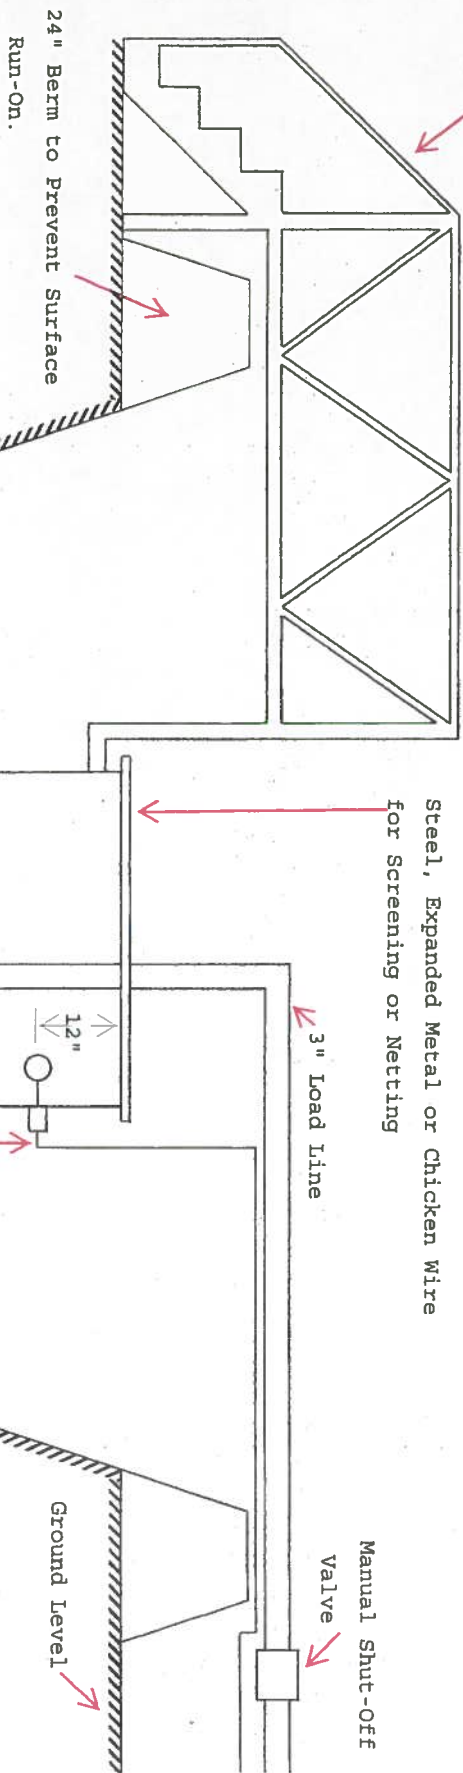 24" Berm to Prevent Surface
Run-On.
Steel, Expanded Metal or Chicken Wire
for Screening or Netting
12"
3" Load Line
Manual Shut-Off
Valve
Ground Level